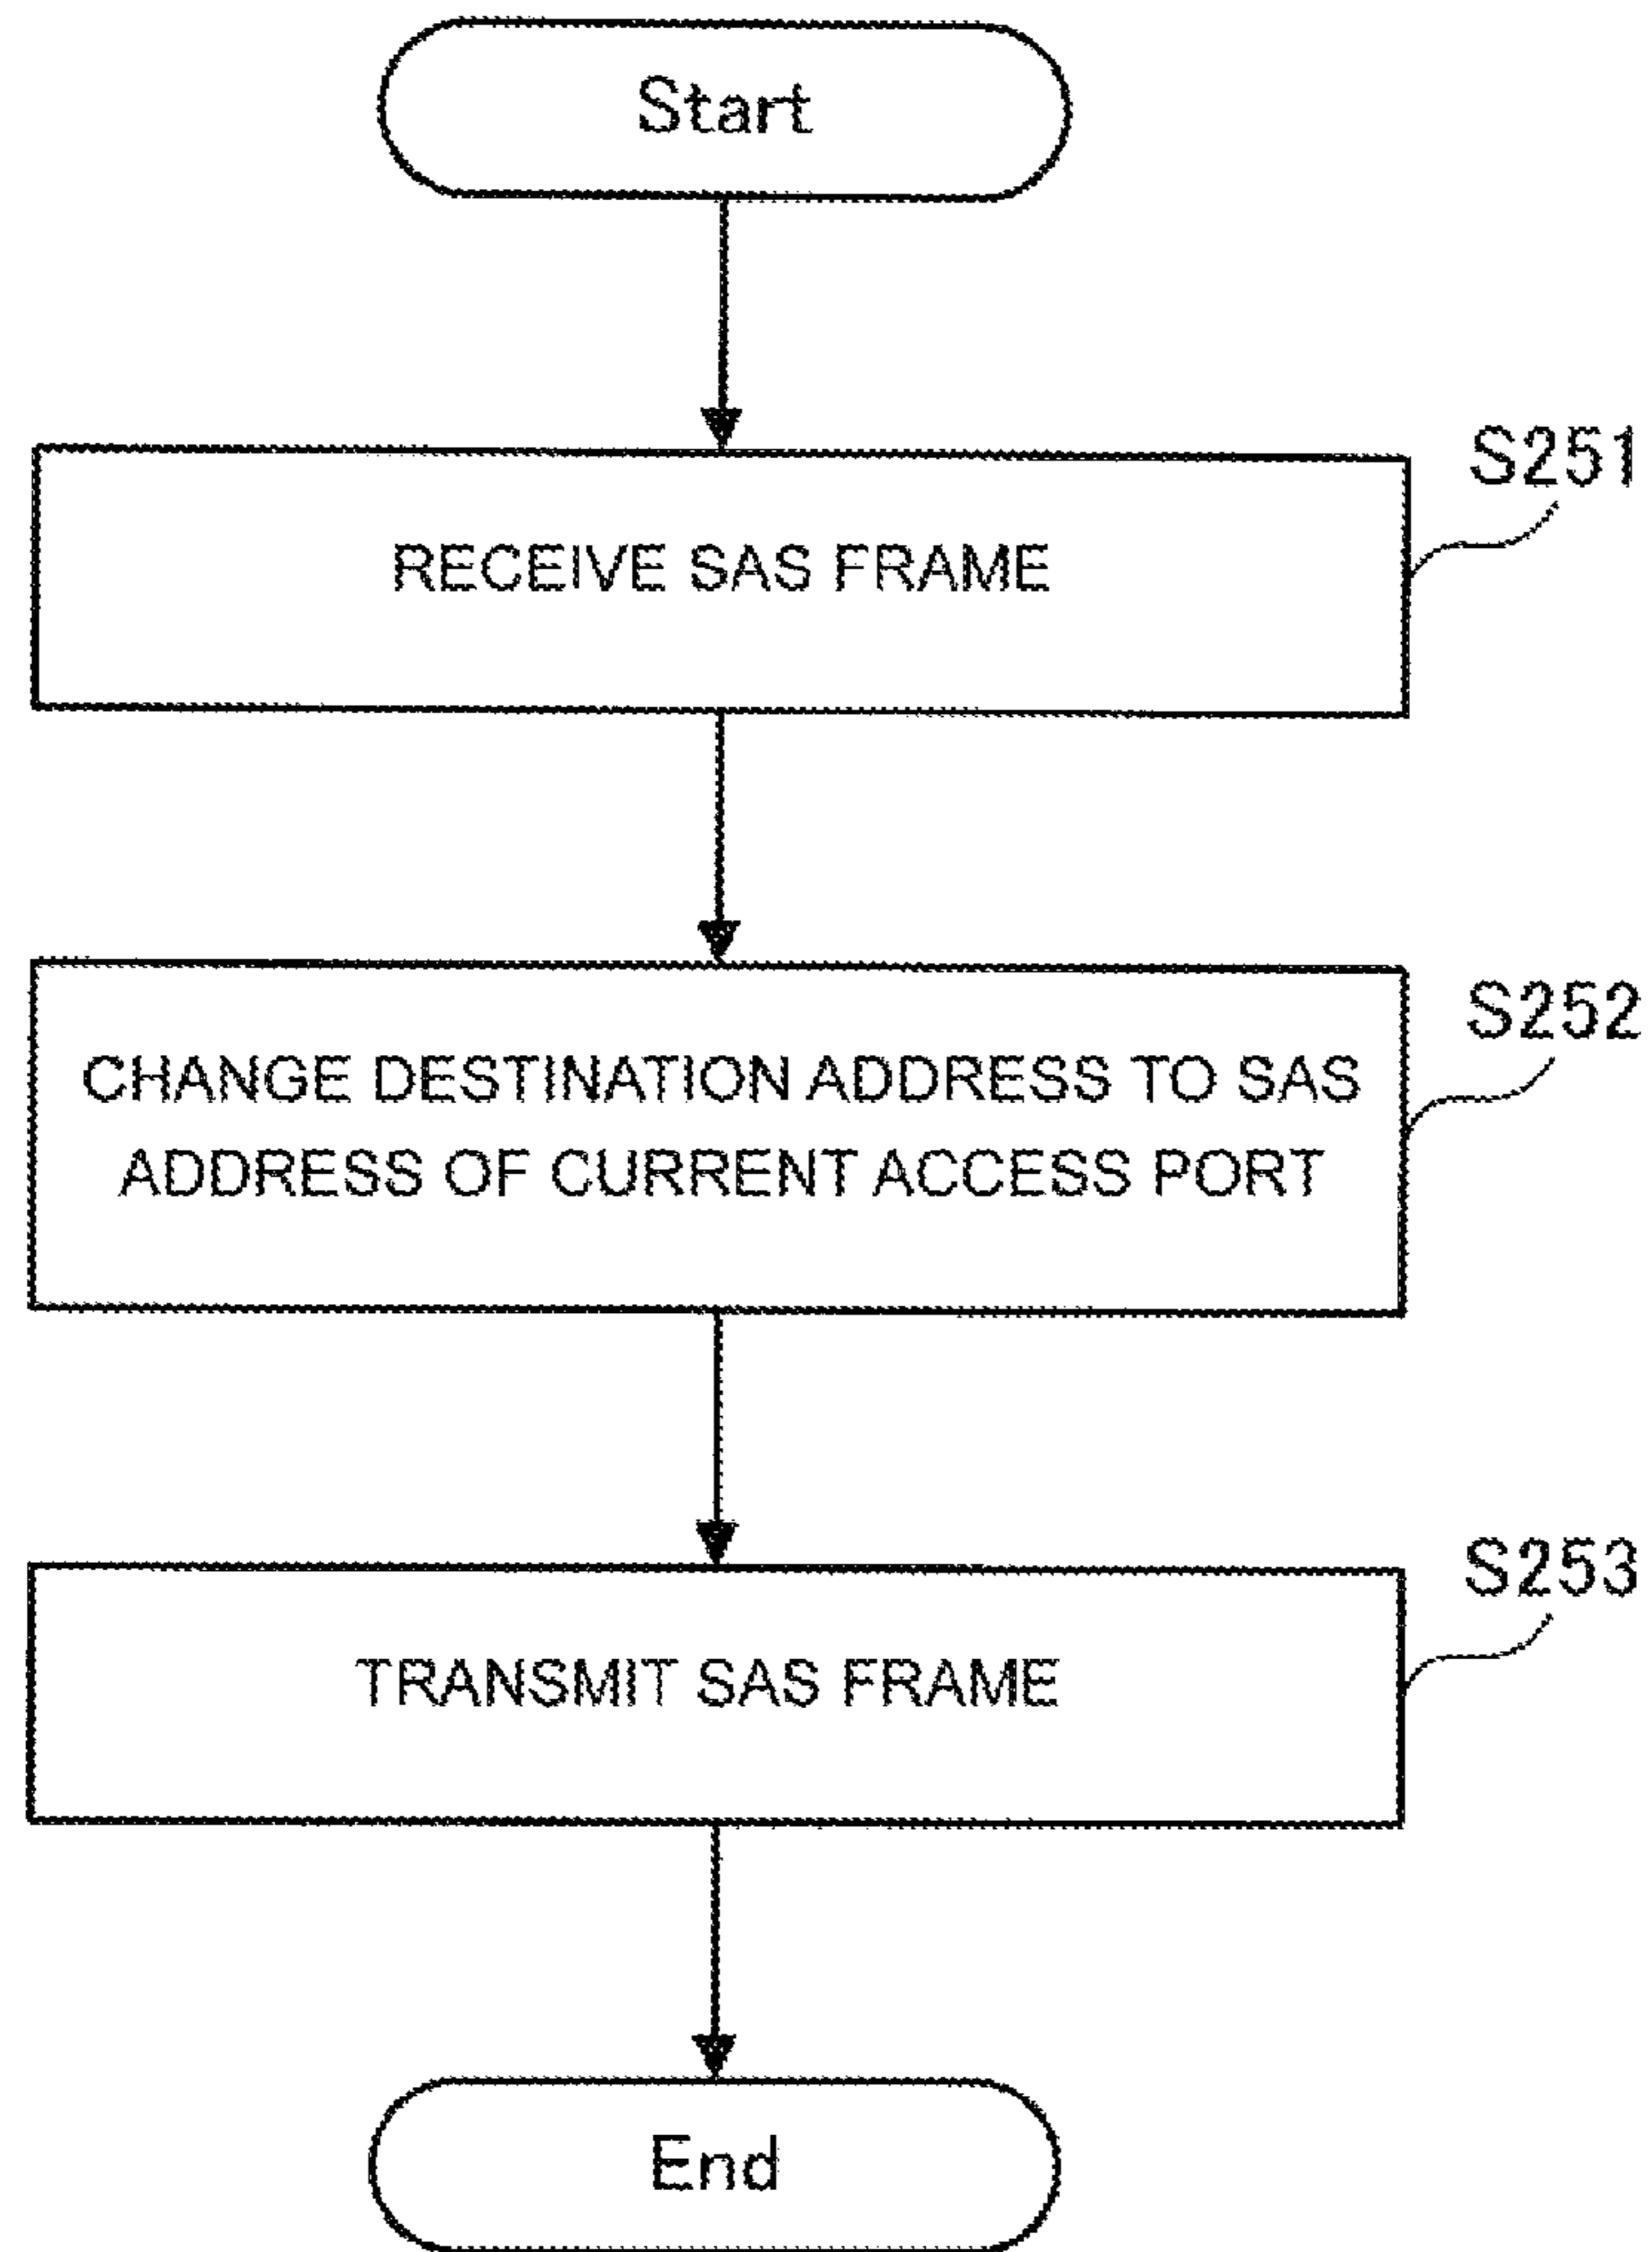 Start
S251
RECEIVE SAS FRAME
S252
CHANGE DESTINATION ADDRESS TO SAS
ADDRESS OF CURRENT ACCESS PORT
S253
TRANSMIT SAS FRAME
End